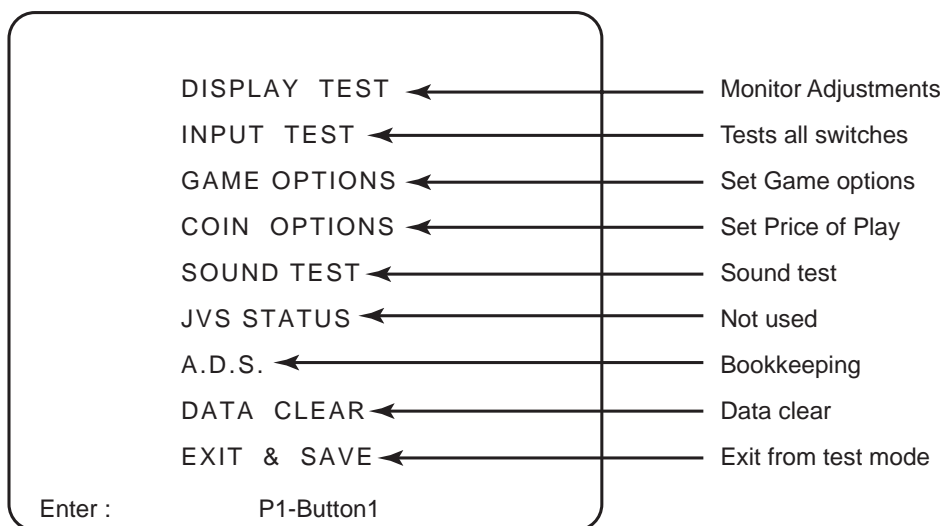 DISPLAY TEST Monitor Adjustments
INPUT TEST Tests all switches
GAME OPTIONS Set Game options
COIN OPTIONS Set Price of Play
SOUND TEST Sound test
JVS STATUS Not used
A.D.S. Bookkeeping
DATA CLEAR Data clear
EXIT & SAVE Exit from test mode
Enter : P1-Button1